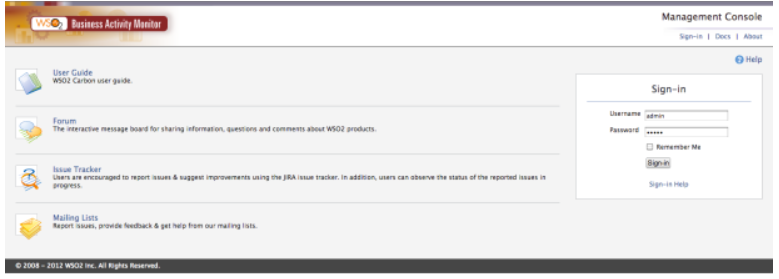 WSO2 Business Activity Monitor
Management Console
Sign-in | Docs | About
Help
User Guide
WSO2 Carbon user guide.
Forum
The interactive message board for sharing information, questions and comments about WSO2 products.
Issue Tracker
Users are encouraged to report issues & suggest improvements using the JIRA issue tracker. In addition, users can observe the status of the reported issues in
progress.
Mailing Lists
Report issues, provide feedback & get help from our mailing lists.
Sign-in
Username admin
Password •••••
Remember Me
Sign-in
Sign-in Help
© 2008 - 2012 WSO2 Inc. All Rights Reserved.